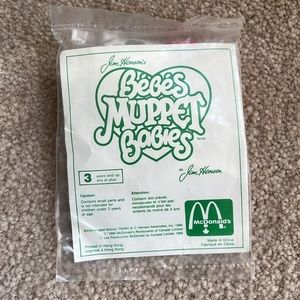 Jim Henson's
Bébés
MUPPET
Babies
de Jim Henson
3 years and up
ans et plus
Caution:
Contains small parts and
is not intended for
children under 3 years
of age.
Attention:
Contient des pièces
minuscules et n'est pas
recommandé pour les
enfants de moins de 3 ans.
McDonald's
Printed in Hong Kong
Imprimé à Hong Kong
Made in China
Fabriqué en Chine